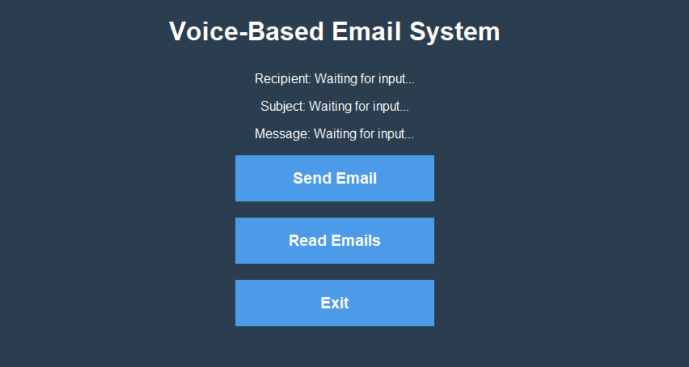 Voice-Based Email System
Recipient: Waiting for input...
Subject: Waiting for input...
Message: Waiting for input...
Send Email
Read Emails
Exit